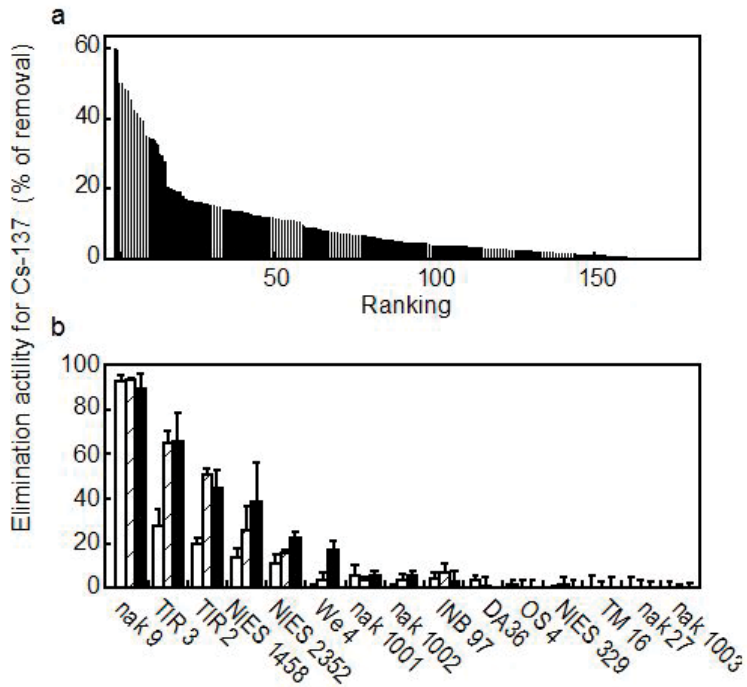 a
Elimination actility for Cs-137 (% of removal)
60
40
20
0
50
100
150
Ranking
b
100
80
60
40
20
0
nak 9
TIR 3
TIR 2
NIES 1458
NIES 2352
We 4
nak 1001
nak 1002
INB 97
DA36
OS 4
NIES 329
TM 16
nak 27
nak 1003